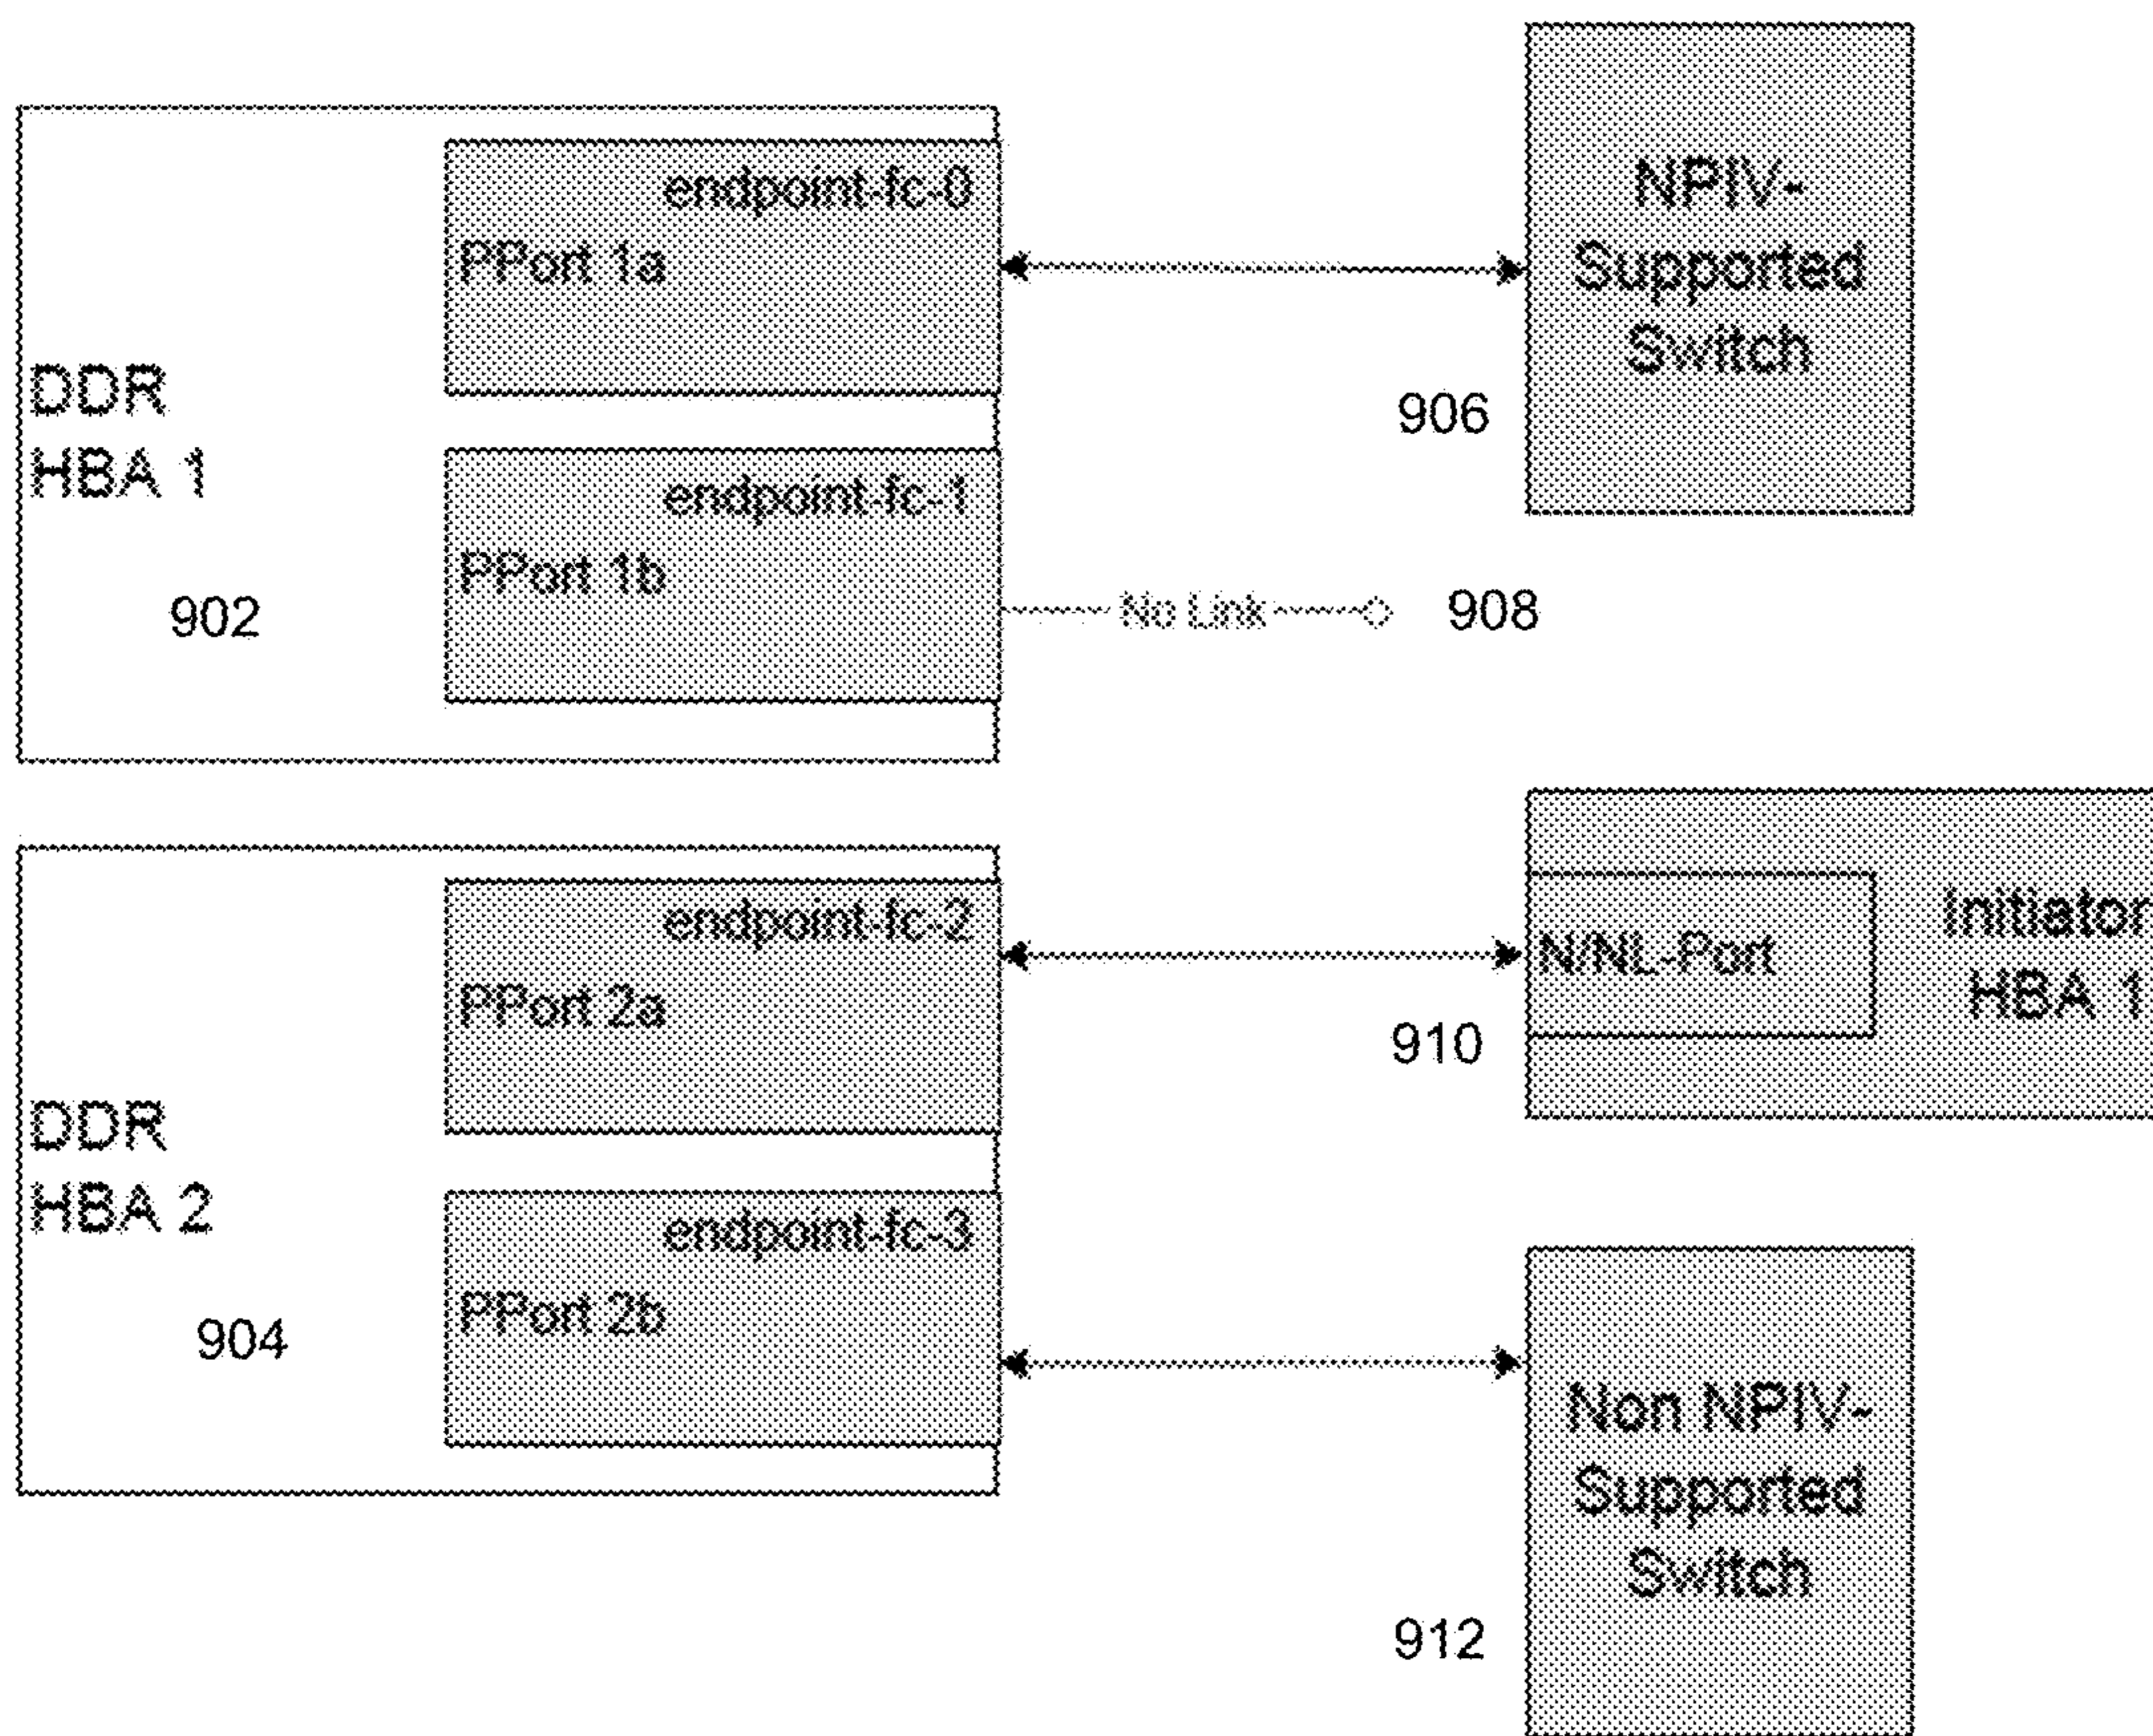 DDR
HBA 1
902
endpoint-fc-0
PPort 1a
endpoint-fc-1
PPort 1b
NPIV-
Supported
Switch
906
No Link
908
DDR
HBA 2
904
endpoint-fc-2
PPort 2a
endpoint-fc-3
PPort 2b
N/NL-Port
Initiator
HBA 1
910
Non NPIV-
Supported
Switch
912